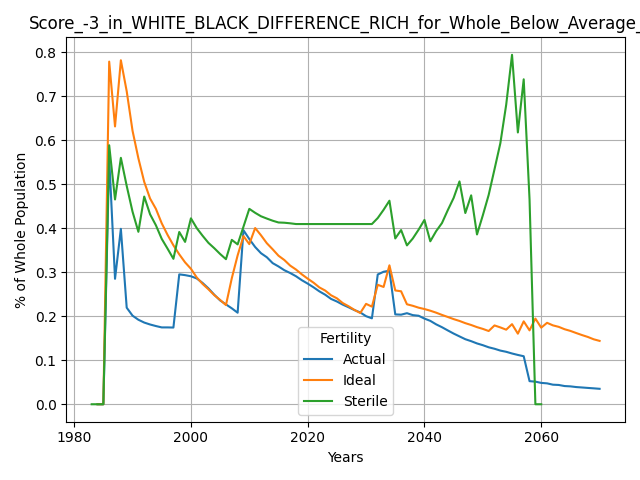 Score_-3_in_WHITE_BLACK_DIFFERENCE_RICH_for_Whole_Below_Average_
% of Whole Population
0.8
0.7
0.6
0.5
0.4
0.3
0.2
0.1
0.0
Fertility
Actual
Ideal
Sterile
1980
2000
2020
2040
2060
Years